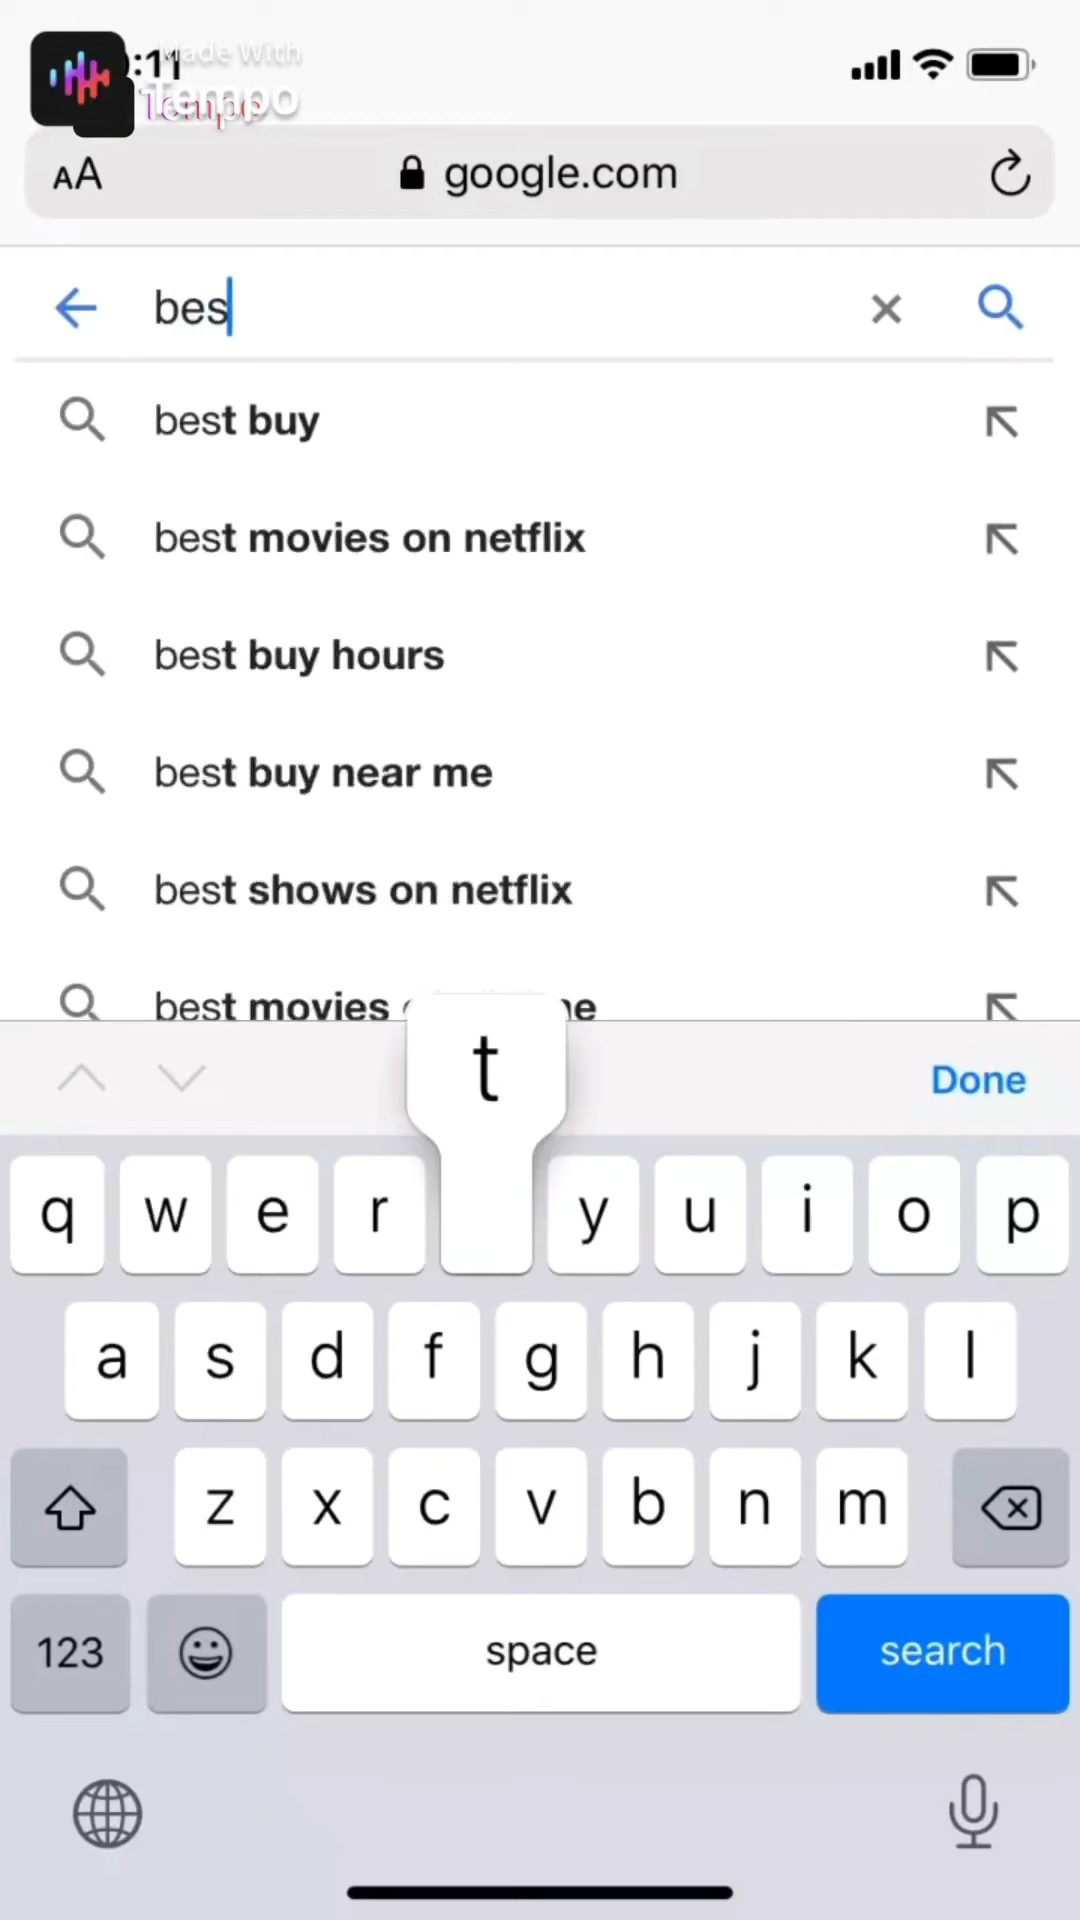 :11
Made With
Tempo
AA
google.com
bes
best buy
best movies on netflix
best buy hours
best buy near me
best shows on netflix
best movies
t
Done
q w e r y u i o p
a s d f g h j k l
z x c v b n m
123
space
search